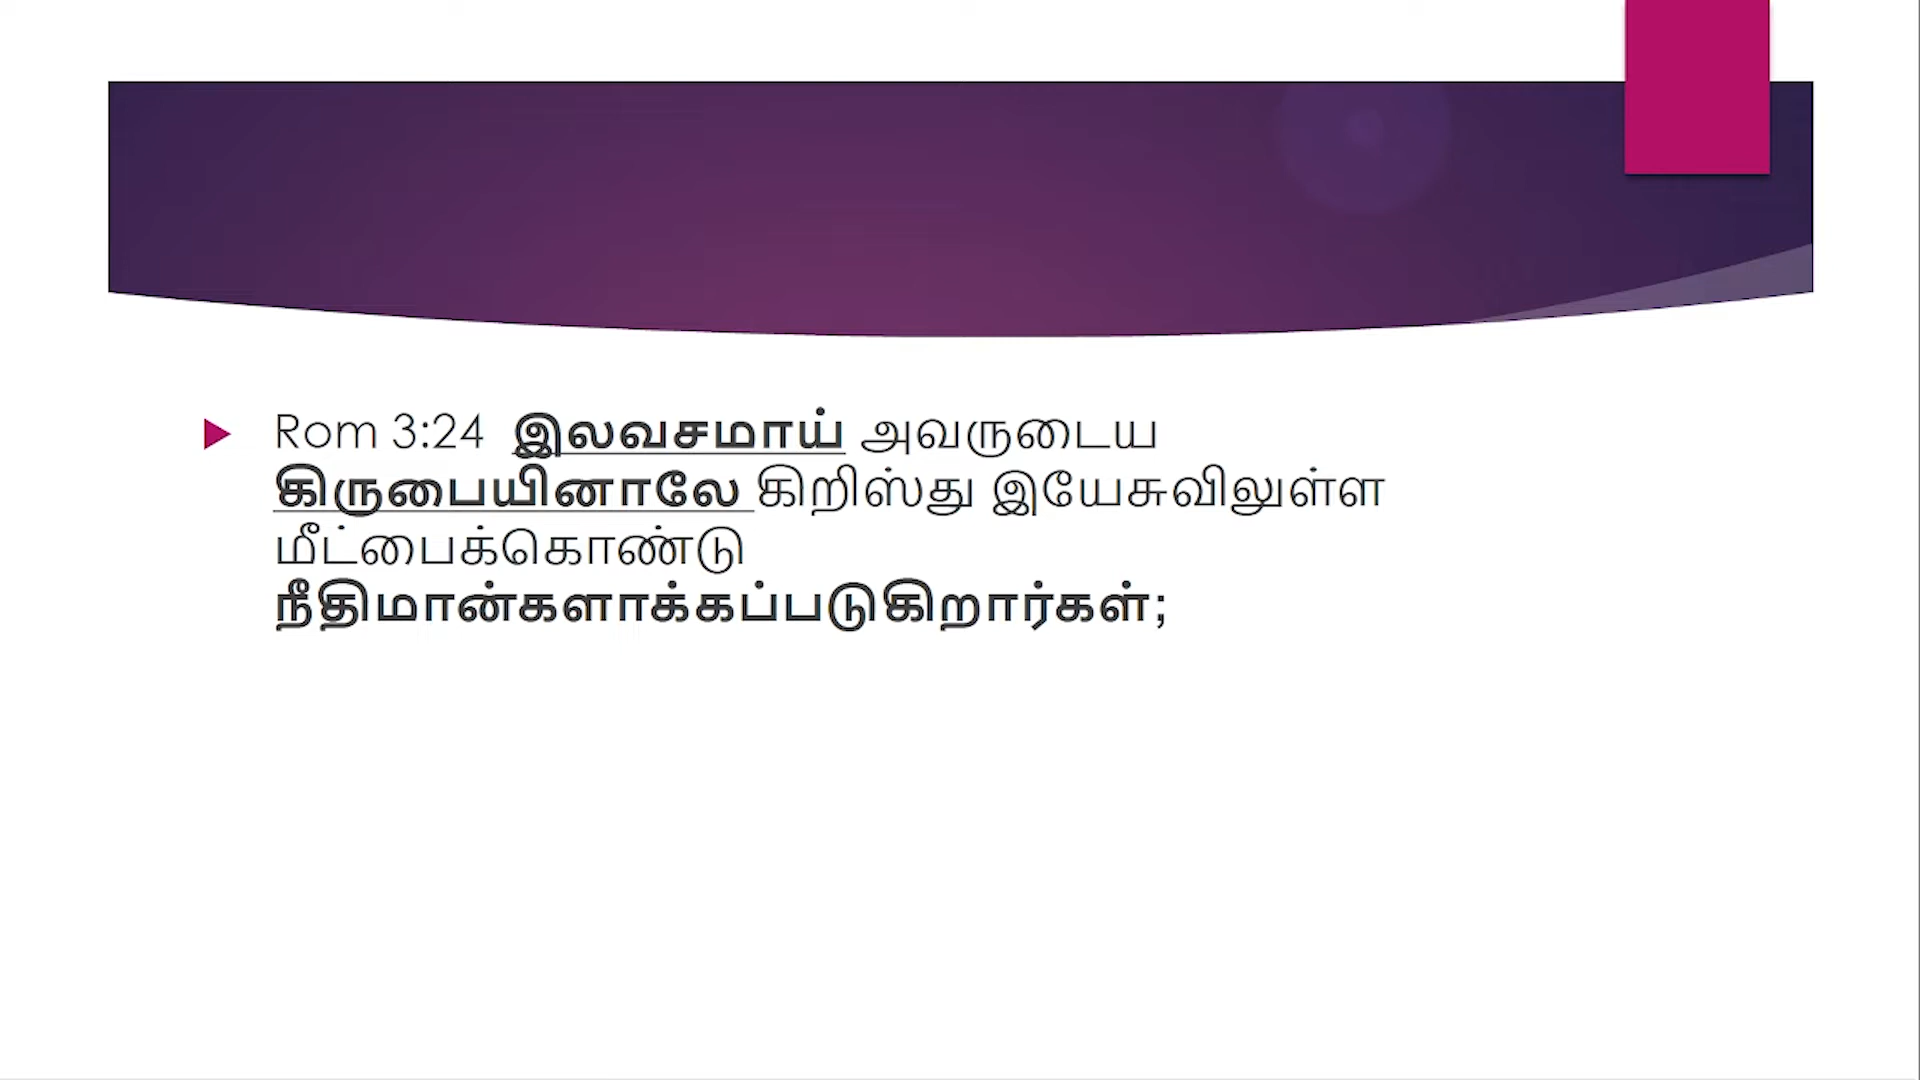 Rom 3:24 இலவசமாய் அவருடைய
கிருபையினாலே கிறிஸ்து இயேசுவிலுள்ள
மீட்பைக்கொண்டு
நீதிமான்களாக்கப்படுகிறார்கள்;